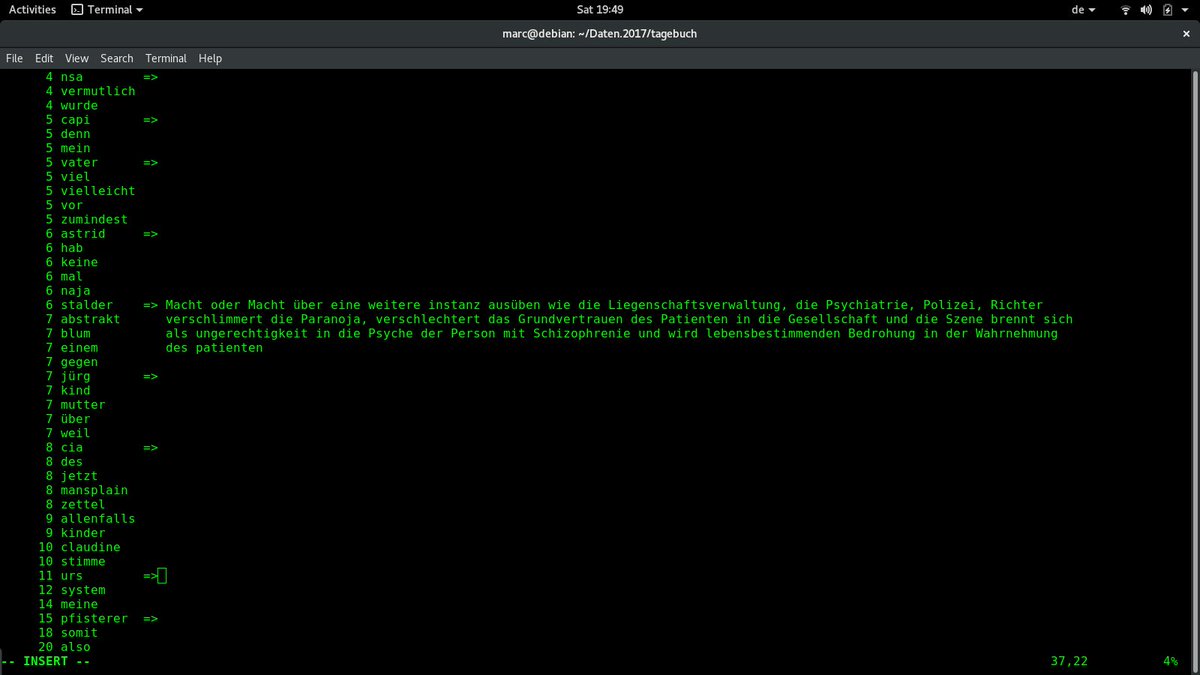 Activities Terminal Sat 19:49 de
marc@debian: ~/Daten.2017/tagebuch ×
File Edit View Search Terminal Help
4 nsa =>
4 vermutlich
4 wurde
5 capi =>
5 denn
5 mein
5 vater =>
5 viel
5 vielleicht
5 vor
5 zumindest
6 astrid =>
6 hab
6 keine
6 mal
6 naja
6 stalder => Macht oder Macht über eine weitere instanz ausüben wie die Liegenschaftsverwaltung, die Psychiatrie, Polizei, Richter
7 abstrakt verschlimmert die Paranoja, verschlechtert das Grundvertrauen des Patienten in die Gesellschaft und die Szene brennt sich
7 blum als ungerechtigkeit in die Psyche der Person mit Schizophrenie und wird lebensbestimmenden Bedrohung in der Wahrnehmung
7 einem des patienten
7 gegen
7 jürg =>
7 kind
7 mutter
7 über
7 weil
8 cia =>
8 des
8 jetzt
8 mansplain
8 zettel
9 allenfalls
9 kinder
10 claudine
10 stimme
11 urs =>
12 system
14 meine
15 pfisterer =>
18 somit
20 also
-- INSERT -- 37,22 4%